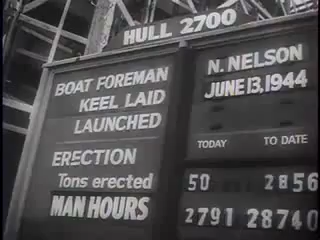 HULL 2700
BOAT FOREMAN N. NELSON
KEEL LAID JUNE 13, 1944
LAUNCHED
ERECTION TODAY TO DATE
Tons erected 50 2856
MAN HOURS 2791 28740